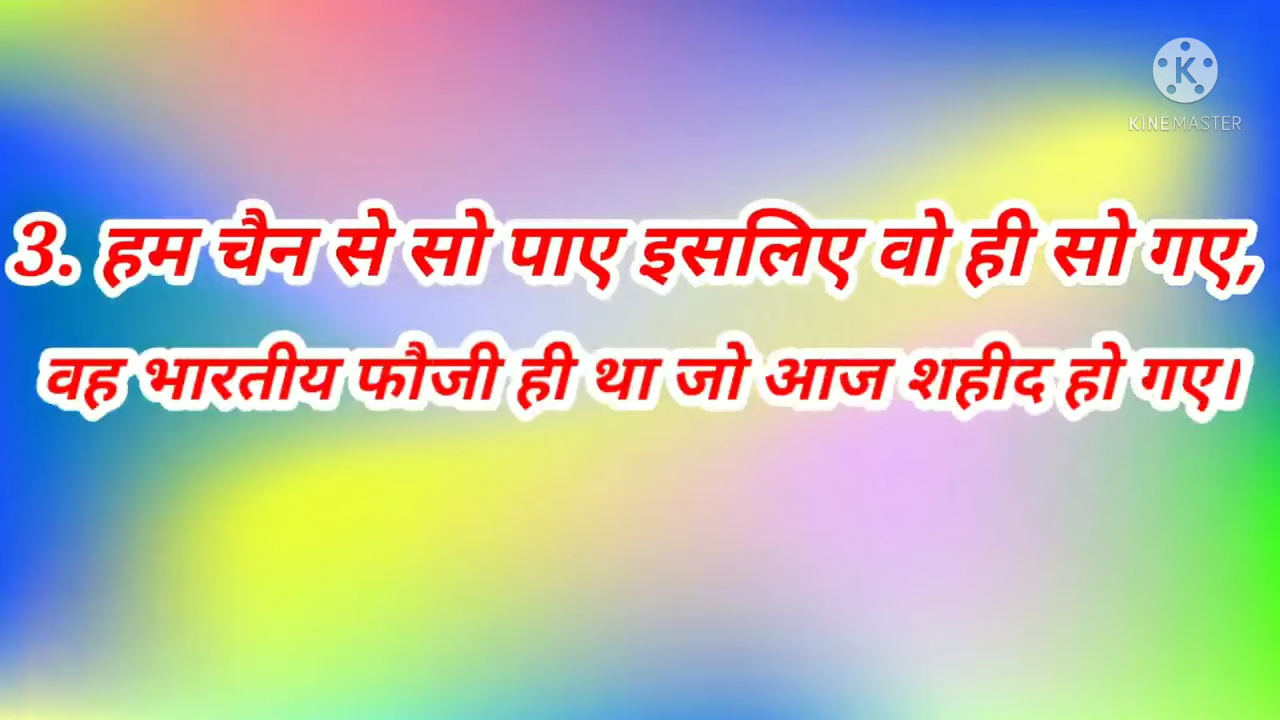 K
KINEMASTER
3. हम चैन से सो पाए इसलिए वो ही सो गए,
वह भारतीय फौजी ही था जो आज शहीद हो गए।